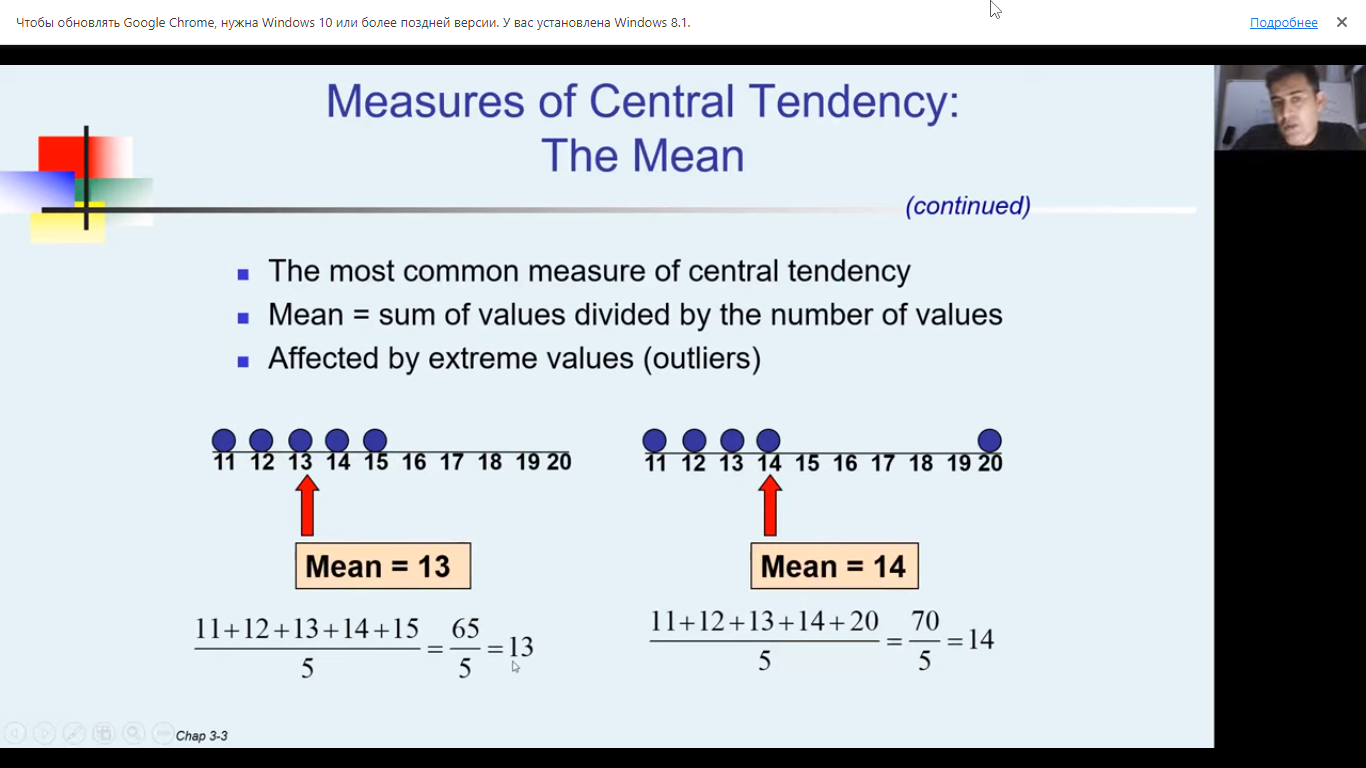 Чтобы обновлять Google Chrome, нужна Windows 10 или более поздней версии. У вас установлена Windows 8.1.
Подробнее
Measures of Central Tendency:
The Mean
(continued)
The most common measure of central tendency
Mean = sum of values divided by the number of values
Affected by extreme values (outliers)
11 12 13 14 15 16 17 18 19 20
11 12 13 14 15 16 17 18 19 20
Mean = 13
Mean = 14
11+12+13+14+15
5
= 65
5
= 13
11+12+13+14+20
5
= 70
5
= 14
Chap 3-3